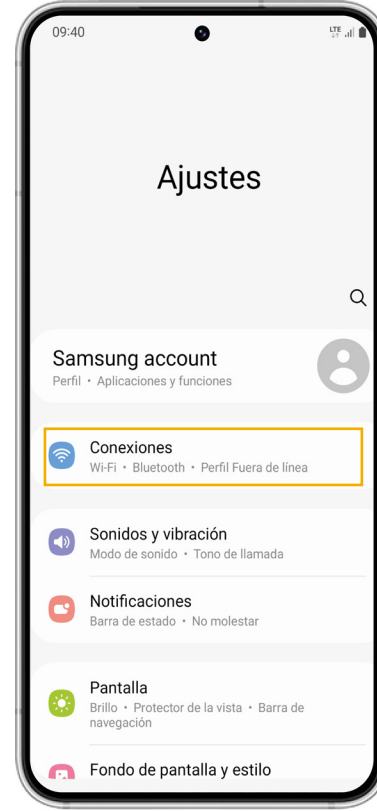 09:40 LTE
Ajustes
Samsung account
Perfil • Aplicaciones y funciones
Conexiones
Wi-Fi • Bluetooth • Perfil Fuera de línea
Sonidos y vibración
Modo de sonido • Tono de llamada
Notificaciones
Barra de estado • No molestar
Pantalla
Brillo • Protector de la vista • Barra de
navegación
Fondo de pantalla y estilo